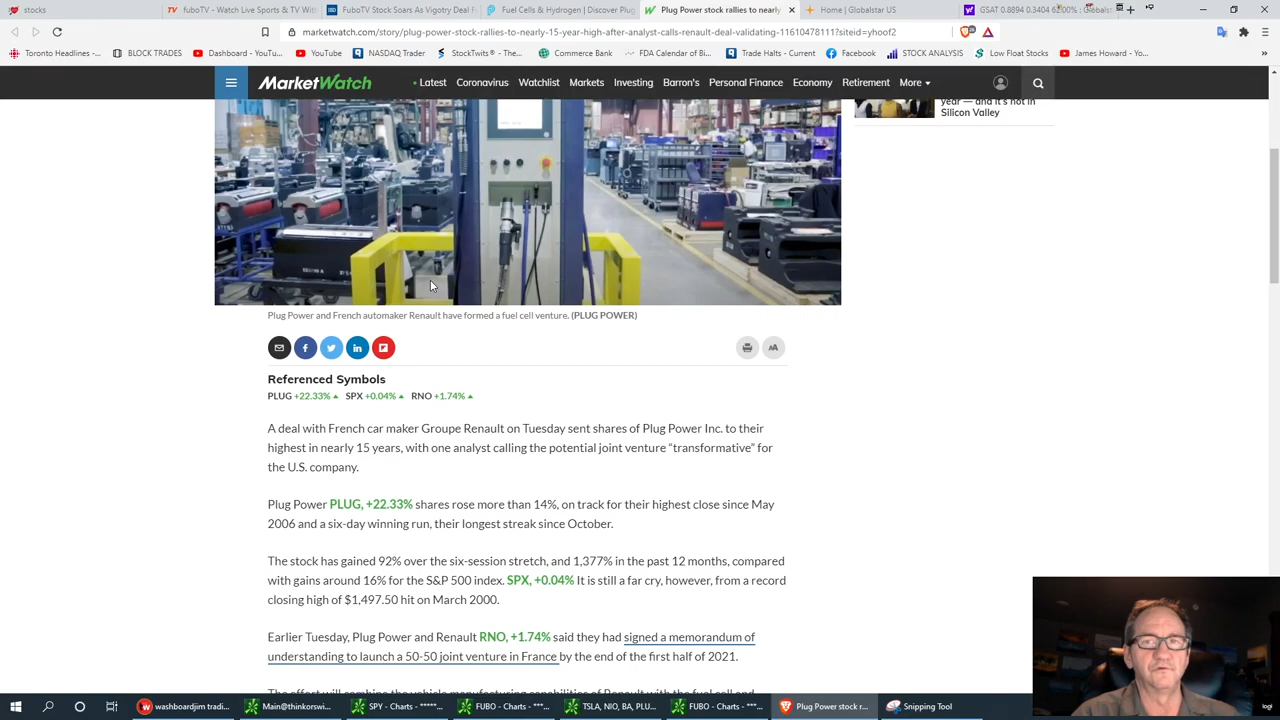 stocks
fuboTV - Watch Live Sports & TV With
FuboTV Stock Soars As Vigotry Deal F
Fuel Cells & Hydrogen | Discover Plug
Plug Power stock rallies to nearly
Home | Globalstar US
GSAT 0.8894 0.3404 62.00% : Globals
marketwatch.com/story/plug-power-stock-rallies-to-nearly-15-year-high-after-analyst-calls-renault-deal-validating-11610478111?siteid=yhoof2
Toronto Headlines...
BLOCK TRADES
Dashboard - YouTu...
YouTube
NASDAQ Trader
StockTwits® - The...
Commerce Bank
FDA Calendar of Bi...
Trade Halts - Current
Facebook
STOCK ANALYSIS
Low Float Stocks
James Howard - Yo...
MarketWatch
Latest
Coronavirus
Watchlist
Markets
Investing
Barron's
Personal Finance
Economy
Retirement
More
year — and it's not in
Silicon Valley
Plug Power and French automaker Renault have formed a fuel cell venture. (PLUG POWER)
AA
Referenced Symbols
PLUG +22.33% SPX +0.04% RNO +1.74%
A deal with French car maker Groupe Renault on Tuesday sent shares of Plug Power Inc. to their
highest in nearly 15 years, with one analyst calling the potential joint venture “transformative” for
the U.S. company.
Plug Power PLUG, +22.33% shares rose more than 14%, on track for their highest close since May
2006 and a six-day winning run, their longest streak since October.
The stock has gained 92% over the six-session stretch, and 1,377% in the past 12 months, compared
with gains around 16% for the S&P 500 index. SPX, +0.04% It is still a far cry, however, from a record
closing high of $1,497.50 hit on March 2000.
Earlier Tuesday, Plug Power and Renault RNO, +1.74% said they had signed a memorandum of
understanding to launch a 50-50 joint venture in France by the end of the first half of 2021.
The effort will combine the vehicle manufacturing capabilities of Renault with the fuel cell and
washboardjim tradi...
Main@thinkorswi...
SPY - Charts - *****...
FUBO - Charts - ***...
TSLA, NIO, BA, PLU...
FUBO - Charts - ***...
Plug Power stock r...
Snipping Tool
logi